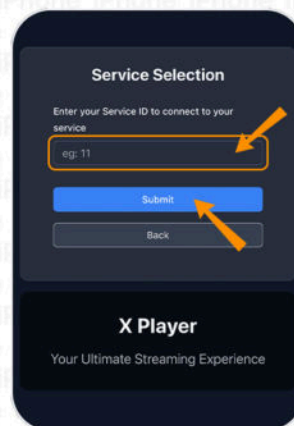 Service Selection
Enter your Service ID to connect to your
service
eg: 11
Submit
Back
X Player
Your Ultimate Streaming Experience